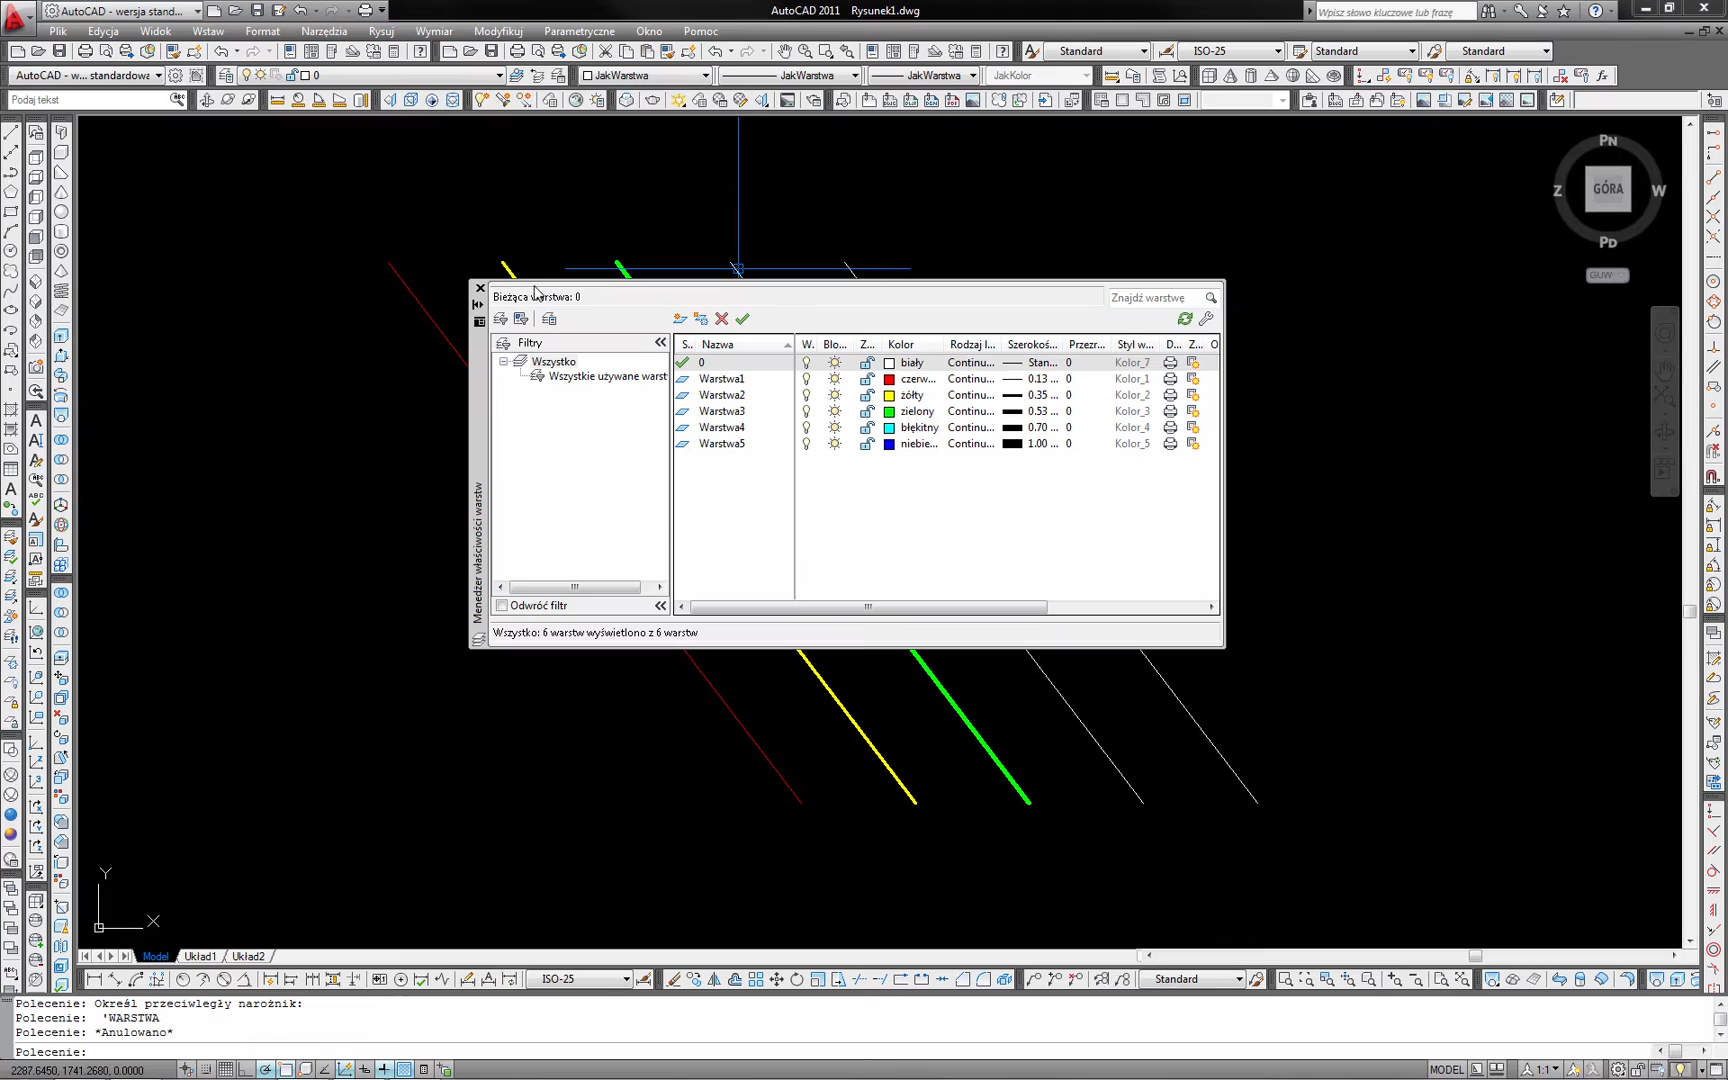 AutoCAD - wersja stand...
AutoCAD 2011 Rysunek1.dwg
Wpisz słowo kluczowe lub frazę
Plik Edycja Widok Wstaw Format Narzędzia Rysuj Wymiar Modyfikuj Parametryczne Okno Pomoc
Standard ISO-25 Standard Standard
AutoCAD - w... standardowa 0 JakWarstwa JakWarstwa JakWarstwa JakKolor
Podaj tekst
PN
Z GÓRA W
PD
GUW
Bieżąca warstwa: 0
Znajdź warstwę
Filtry
S.. Nazwa W. Blo... Z... Kolor Rodzaj l... Szerokoś... Przezr... Styl w... D... Z... O
Wszystko
Wszystkie używane warst
0 biały Continu... Stan... 0 Kolor_7
Warstwa1 czerw... Continu... 0.13 ... 0 Kolor_1
Warstwa2 żółty Continu... 0.35 ... 0 Kolor_2
Warstwa3 zielony Continu... 0.53 ... 0 Kolor_3
Warstwa4 błękitny Continu... 0.70 ... 0 Kolor_4
Warstwa5 niebie... Continu... 1.00 ... 0 Kolor_5
Odwróć filtr
Wszystko: 6 warstw wyświetlono z 6 warstw
Menedżer właściwości warstw
Y
X
Model Układ1 Układ2
ISO-25 Standard
Polecenie: Określ przeciwległy narożnik:
Polecenie: 'WARSTWA
Polecenie: *Anulowano*
Polecenie:
2287.6450, 1741.2680, 0.0000
MODEL 1:1